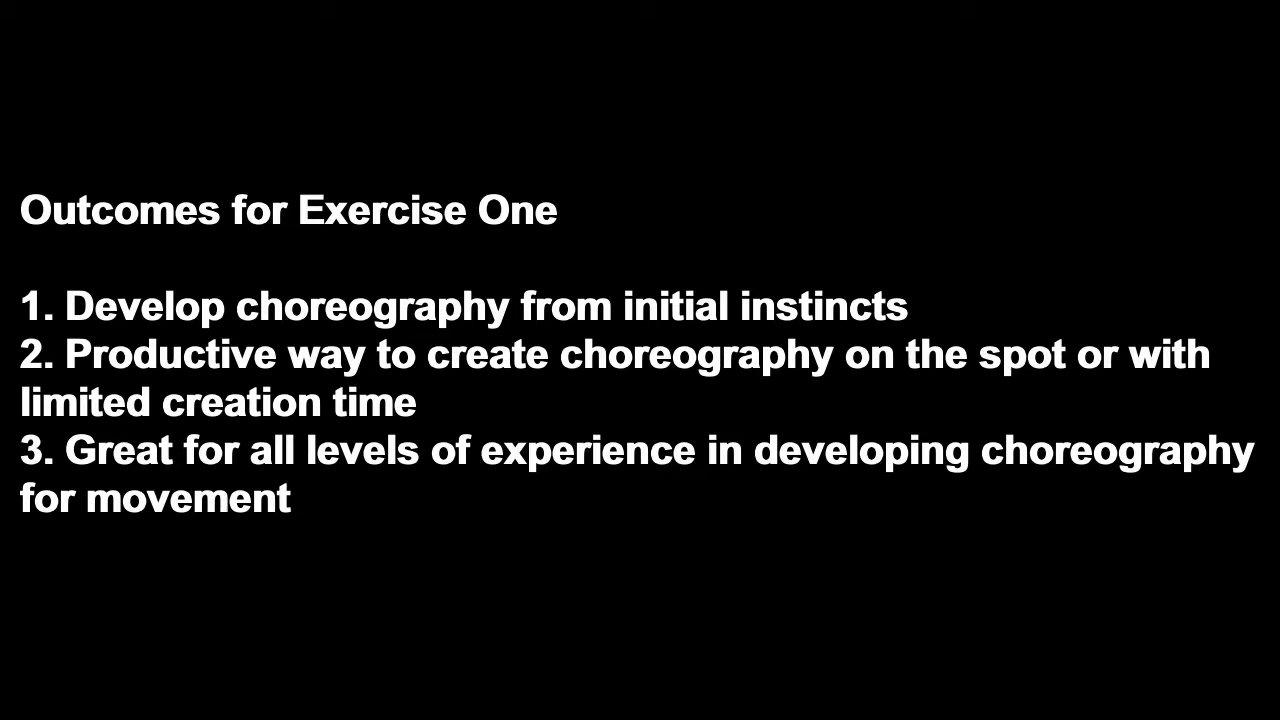 Outcomes for Exercise One
1. Develop choreography from initial instincts
2. Productive way to create choreography on the spot or with
limited creation time
3. Great for all levels of experience in developing choreography
for movement